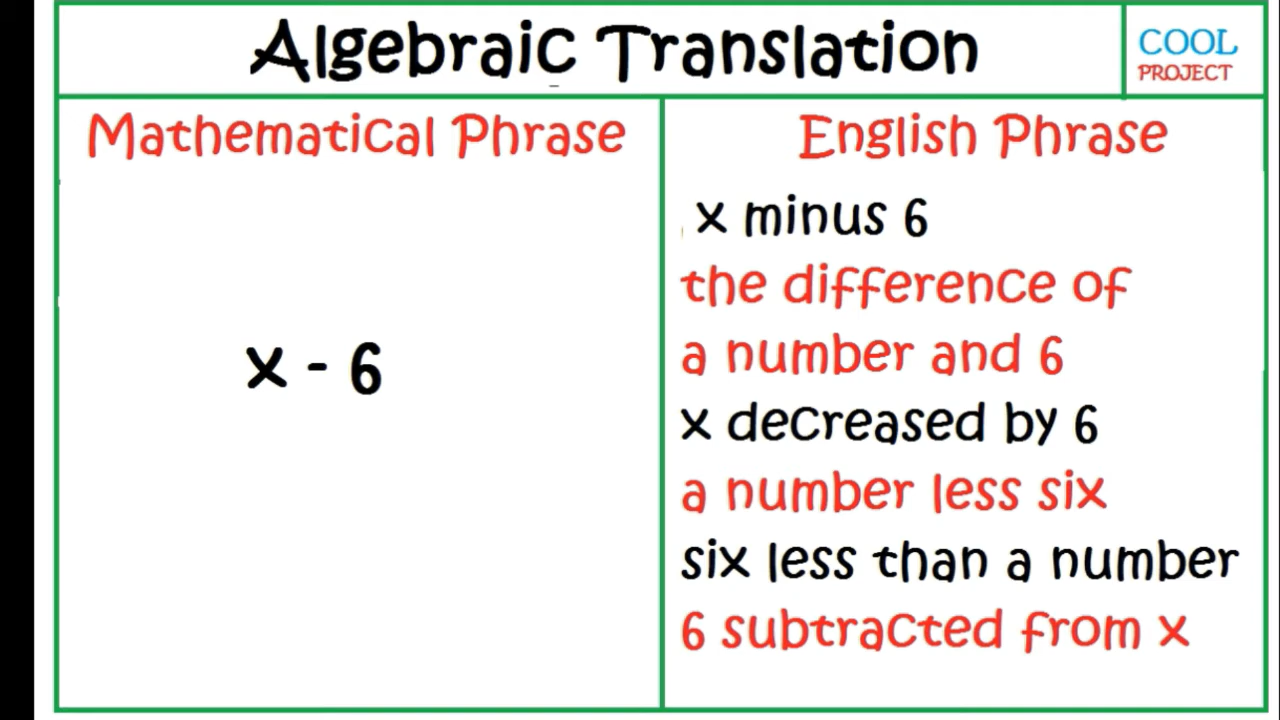 Algebraic Translation
COOL
PROJECT
Mathematical Phrase
English Phrase
x - 6
x minus 6
the difference of
a number and 6
x decreased by 6
a number less six
six less than a number
6 subtracted from x